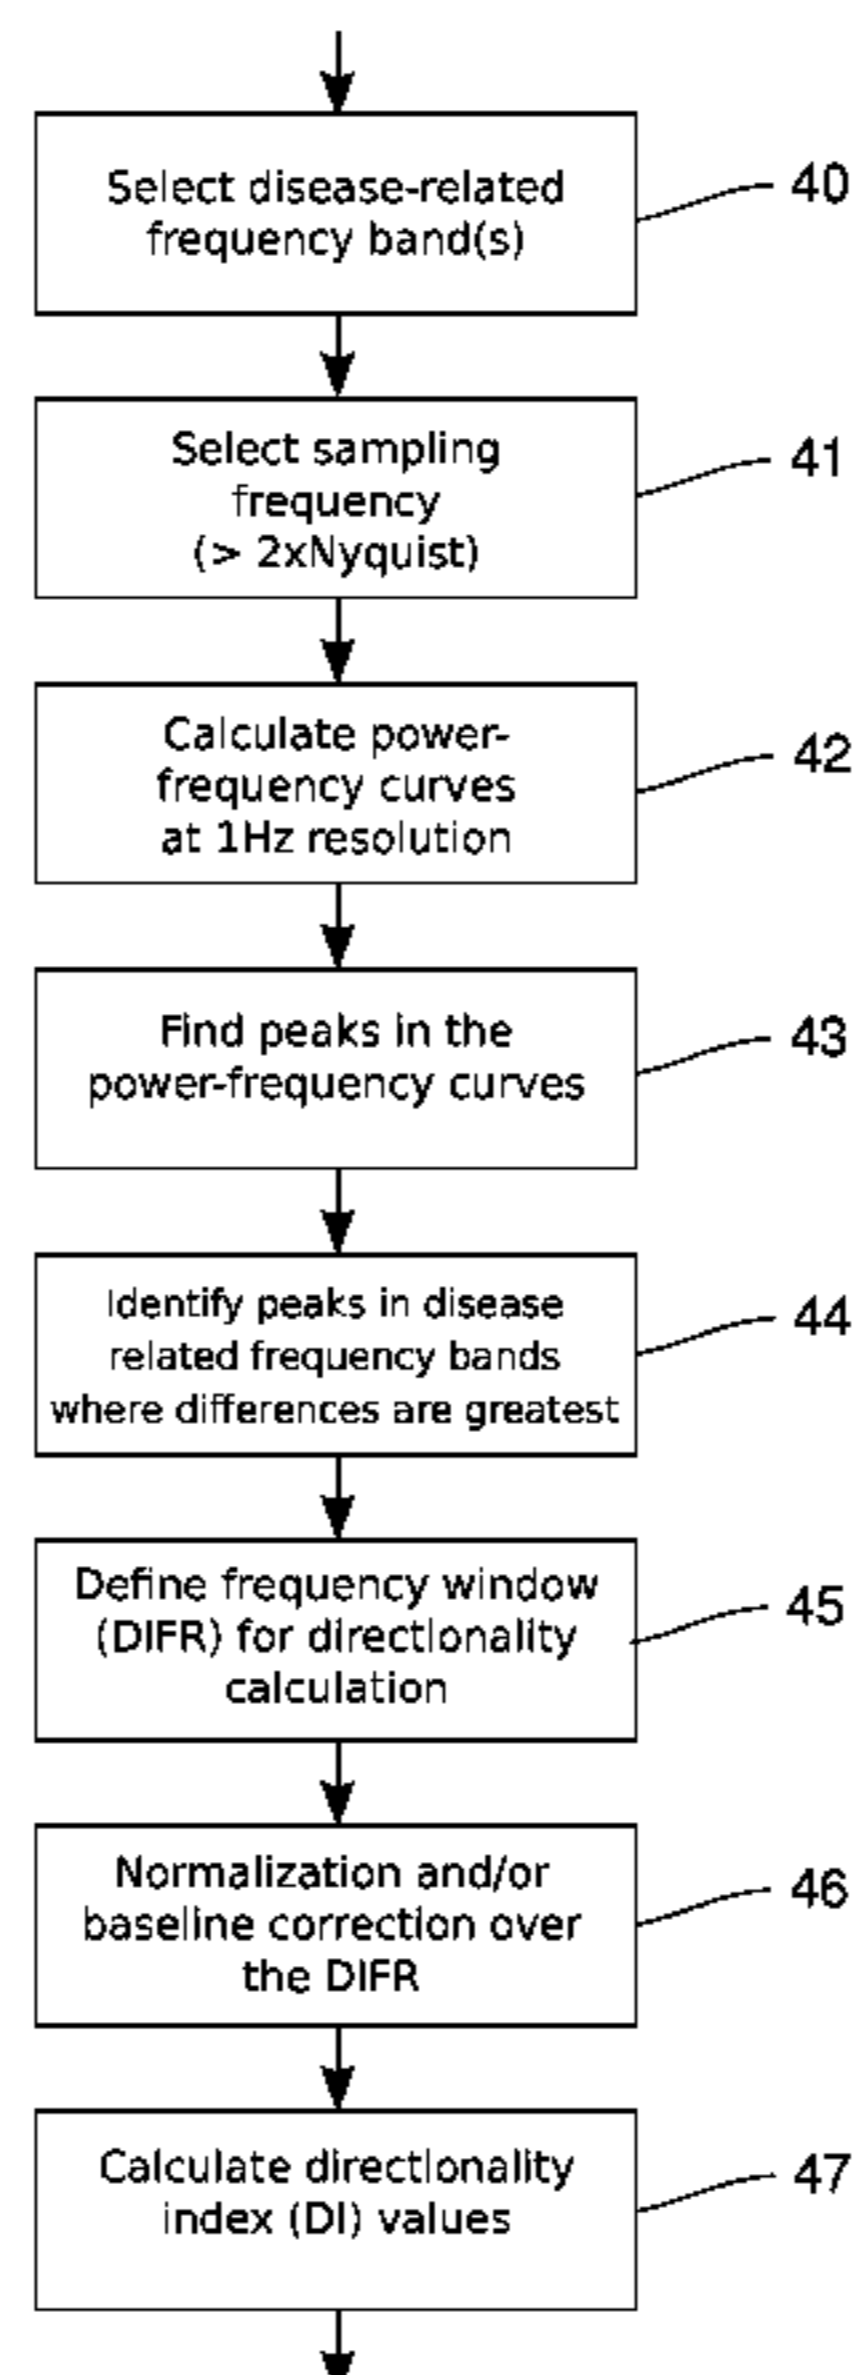 Select disease-related
frequency band(s)
40
Select sampling
frequency
(> 2xNyquist)
41
Calculate power-
frequency curves
at 1Hz resolution
42
Find peaks in the
power-frequency curves
43
Identify peaks in disease
related frequency bands
where differences are greatest
44
Define frequency window
(DIFR) for directionality
calculation
45
Normalization and/or
baseline correction over
the DIFR
46
Calculate directionality
index (DI) values
47